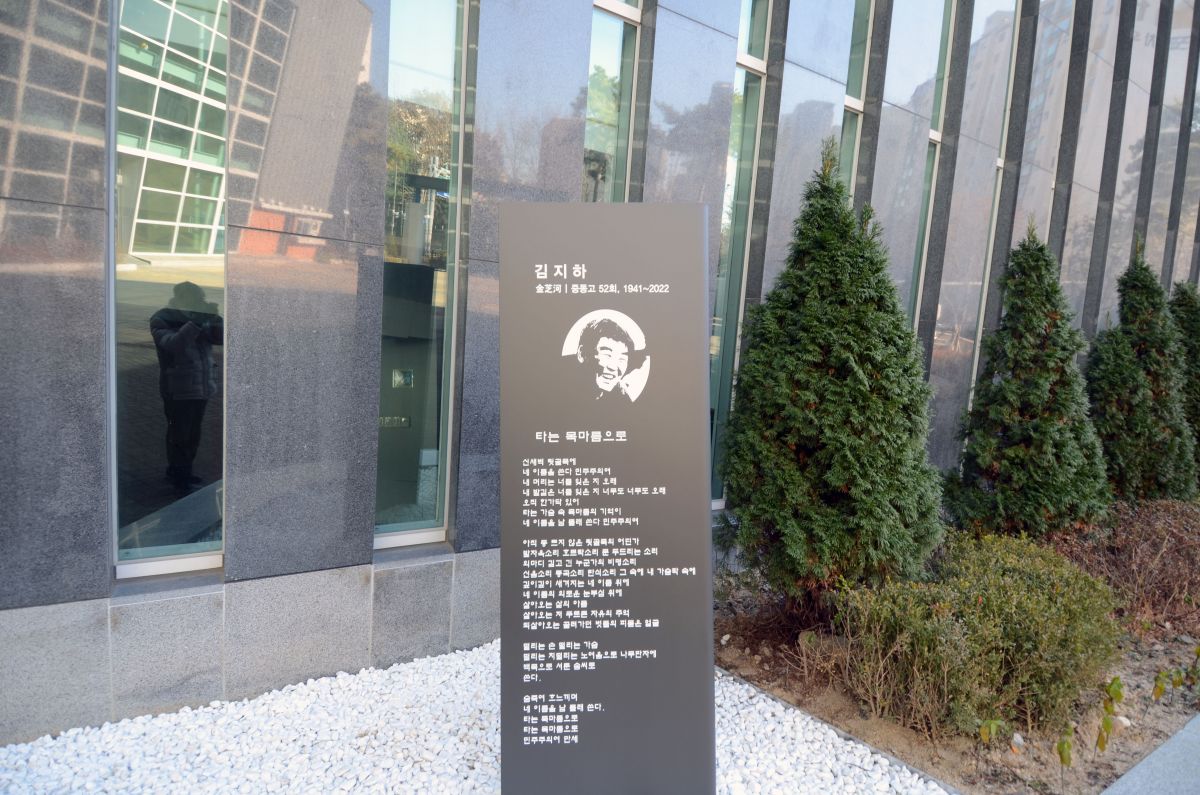 김지하
金芝河 | 중동고 52회, 1941~2022
타는 목마름으로
신새벽 뒷골목에
네 이름을 쓴다 민주주의여
내 머리는 너를 잊은 지 오래
내 발길은 너를 잊은 지 너무도 너무도 오래
오직 한가닥 있어
타는 가슴 속 목마름의 기억이
네 이름을 남 몰래 쓴다 민주주의여
아직 동 트지 않은 뒷골목의 어딘가
발자욱소리 호르락소리 문 두드리는 소리
외마디 길고 긴 누군가의 비명소리
신음소리 통곡소리 탄식소리 그 속에 내 가슴팍 속에
깊이깊이 새겨지는 네 이름 위에
네 이름의 외로운 눈부심 위에
살아오는 삶의 아픔
살아오는 저 푸르른 자유의 추억
되살아오는 끌려가던 벗들의 피묻은 얼굴
떨리는 손 떨리는 가슴
떨리는 치떨리는 노여움으로 나무판자에
백묵으로 서툰 솜씨로
쓴다.
숨죽여 흐느끼며
네 이름을 남 몰래 쓴다.
타는 목마름으로
타는 목마름으로
민주주의여 만세